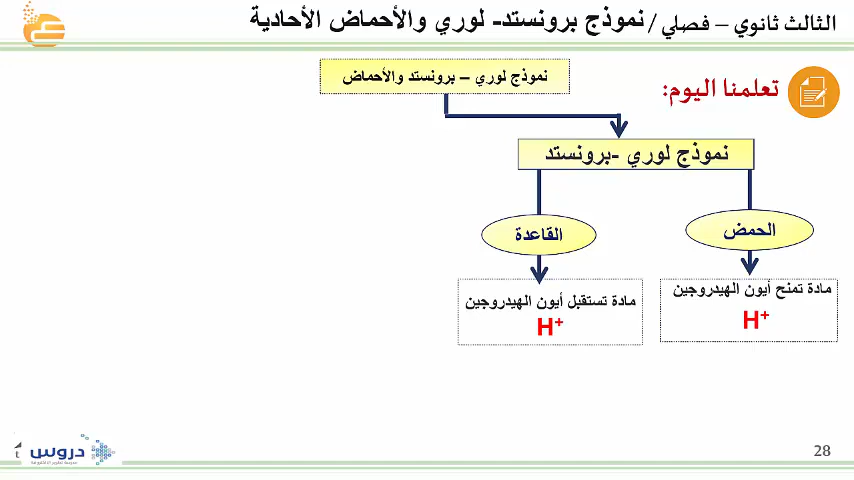 الثالث ثانوي – فصلي / نموذج برونستد- لوري والأحماض الأحادية
تعلمنا اليوم:
نموذج لوري – برونستد والأحماض
نموذج لوري -برونستد
الحمض
القاعدة
مادة تمنح أيون الهيدروجين
H+
مادة تستقبل أيون الهيدروجين
H+
دروس
28